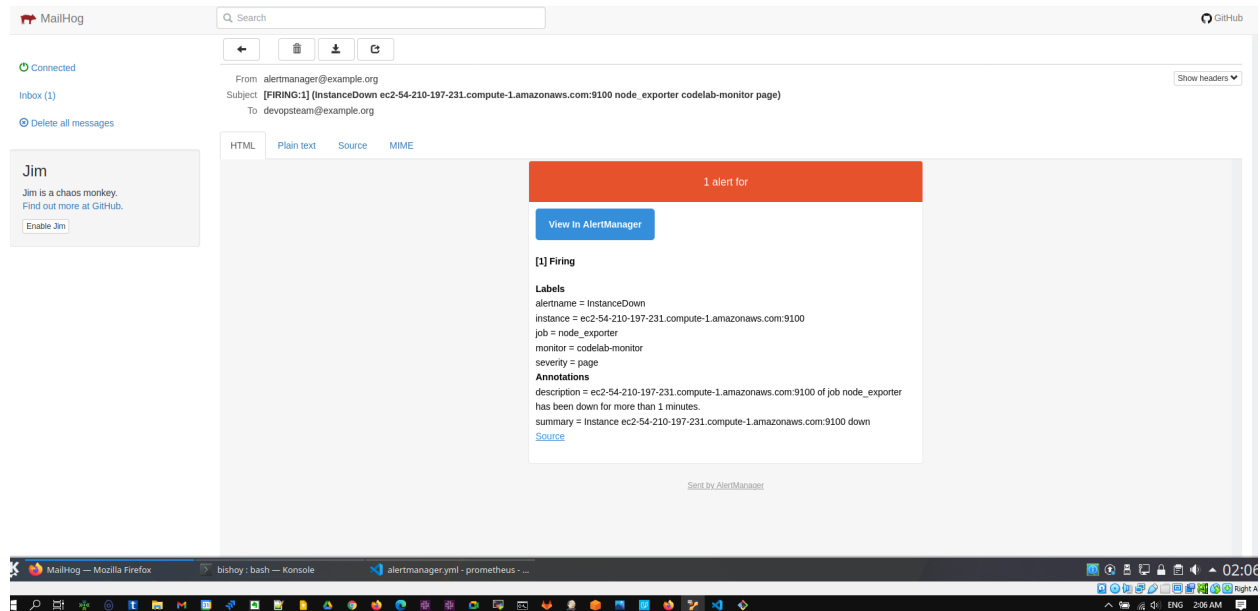 MailHog
Search
GitHub
Connected
Inbox (1)
Delete all messages
Jim
Jim is a chaos monkey.
Find out more at GitHub.
Enable Jim
From alertmanager@example.org
Show headers
Subject [FIRING:1] (InstanceDown ec2-54-210-197-231.compute-1.amazonaws.com:9100 node_exporter codelab-monitor page)
To devopsteam@example.org
HTML Plain text Source MIME
1 alert for
View In AlertManager
[1] Firing
Labels
alertname = InstanceDown
instance = ec2-54-210-197-231.compute-1.amazonaws.com:9100
job = node_exporter
monitor = codelab-monitor
severity = page
Annotations
description = ec2-54-210-197-231.compute-1.amazonaws.com:9100 of job node_exporter
has been down for more than 1 minutes.
summary = Instance ec2-54-210-197-231.compute-1.amazonaws.com:9100 down
Source
Sent by AlertManager
MailHog — Mozilla Firefox bishoy : bash — Konsole alertmanager.yml - prometheus - ... 02:06
Right A
ENG 2:06 AM